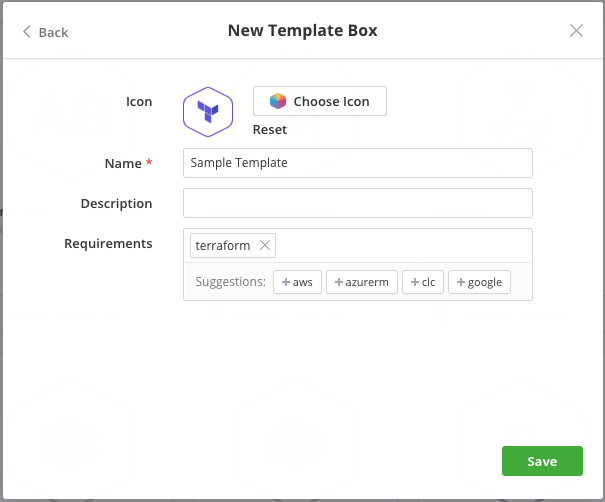 Back
New Template Box
Icon
Choose Icon
Reset
Name *
Sample Template
Description
Requirements
terraform
Suggestions: + aws + azurerm + clc + google
Save